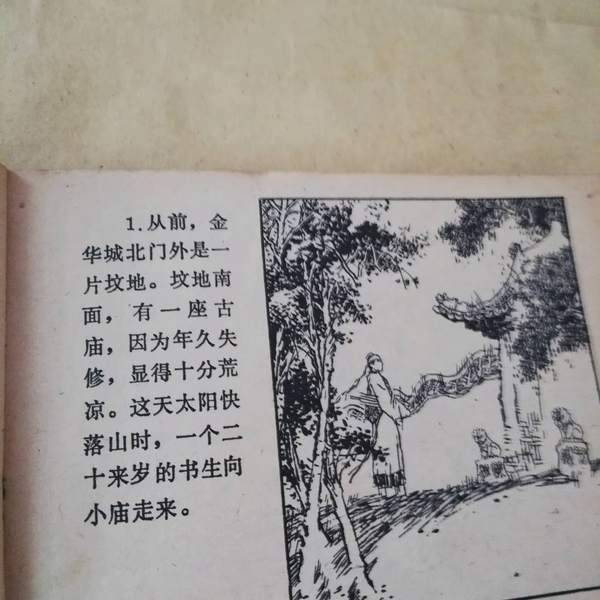 1.从前，金
华城北门外是一
片坟地。坟地南
面，有一座古
庙，因为年久失
修，显得十分荒
凉。这天太阳快
落山时，一个二
十来岁的书生向
小庙走来。